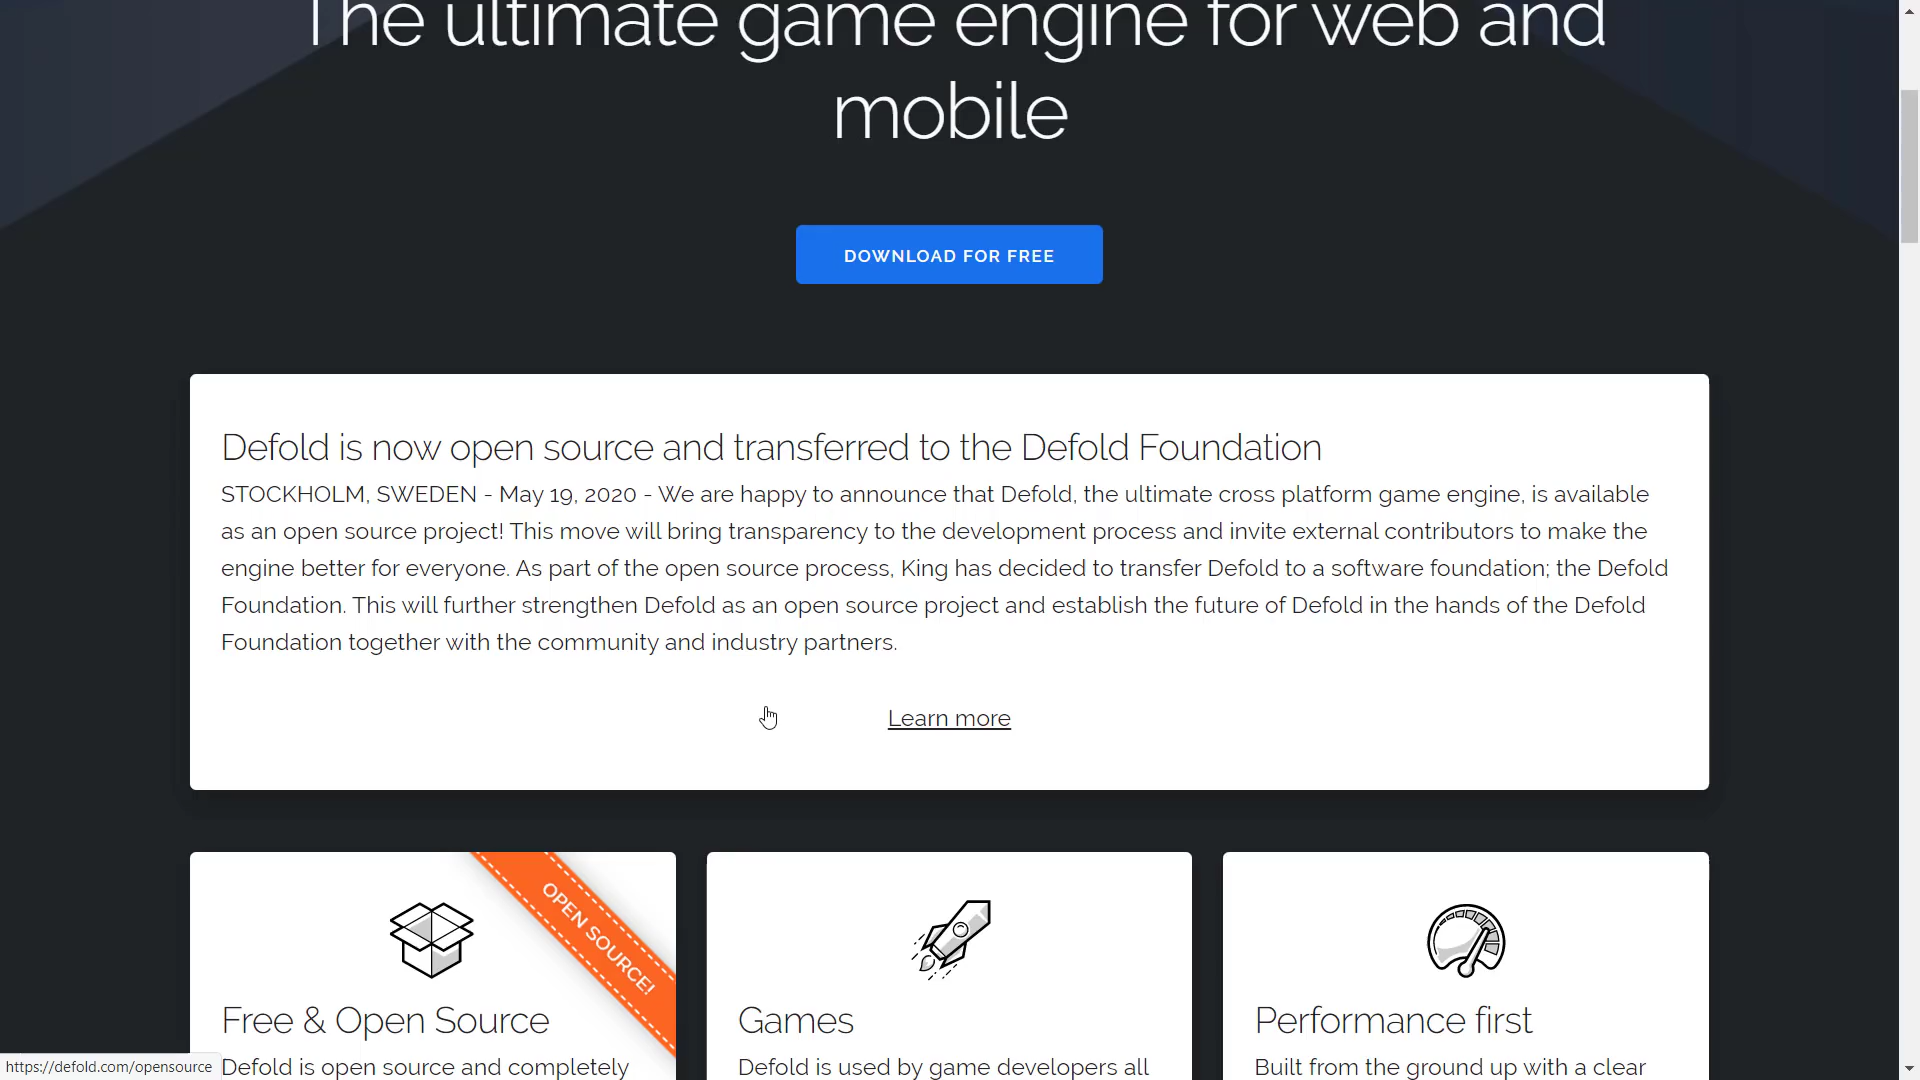 The ultimate game engine for web and
mobile
DOWNLOAD FOR FREE
Defold is now open source and transferred to the Defold Foundation
STOCKHOLM, SWEDEN - May 19, 2020 - We are happy to announce that Defold, the ultimate cross platform game engine, is available
as an open source project! This move will bring transparency to the development process and invite external contributors to make the
engine better for everyone. As part of the open source process, King has decided to transfer Defold to a software foundation; the Defold
Foundation. This will further strengthen Defold as an open source project and establish the future of Defold in the hands of the Defold
Foundation together with the community and industry partners.
Learn more
OPEN SOURCE!
Free & Open Source
Defold is open source and completely
Games
Defold is used by game developers all
Performance first
Built from the ground up with a clear
https://defold.com/opensource